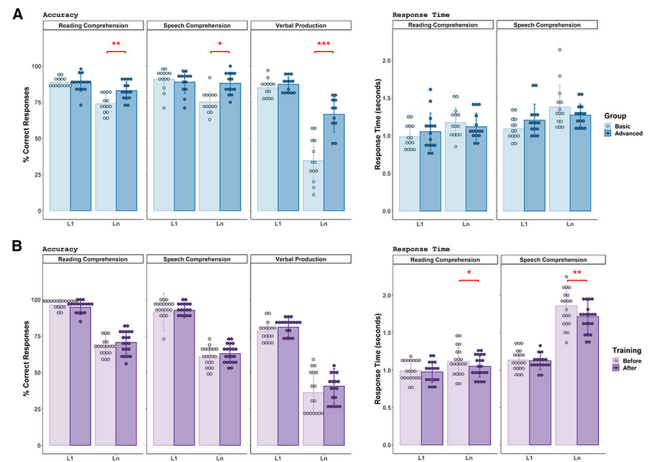 A
Accuracy
Reading Comprehension Speech Comprehension Verbal Production
** * ***
% Correct Responses
100
75
50
25
0
L1 Ln L1 Ln L1 Ln
Response Time
Reading Comprehension Speech Comprehension
Response Time (seconds)
2.0
1.5
1.0
0.5
0.0
L1 Ln L1 Ln
Group
Basic
Advanced
B
Accuracy
Reading Comprehension Speech Comprehension Verbal Production
% Correct Responses
100
75
50
25
0
L1 Ln L1 Ln L1 Ln
Response Time
Reading Comprehension Speech Comprehension
* **
Response Time (seconds)
2.0
1.5
1.0
0.5
0.0
L1 Ln L1 Ln
Training
Before
After